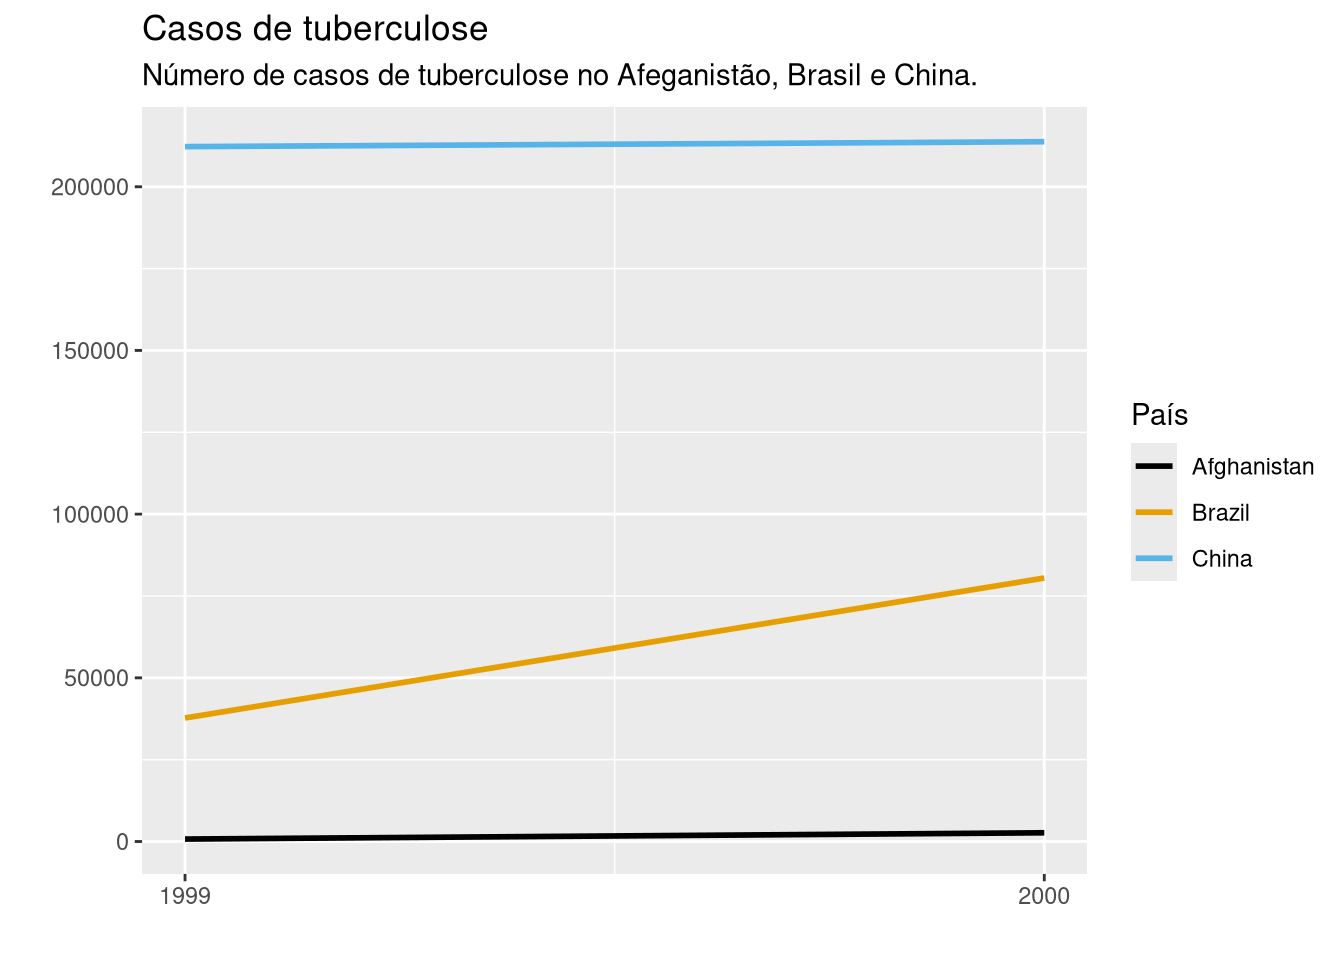 Casos de tuberculose
Número de casos de tuberculose no Afeganistão, Brasil e China.
200000
150000
100000
50000
0
1999
2000
País
Afghanistan
Brazil
China